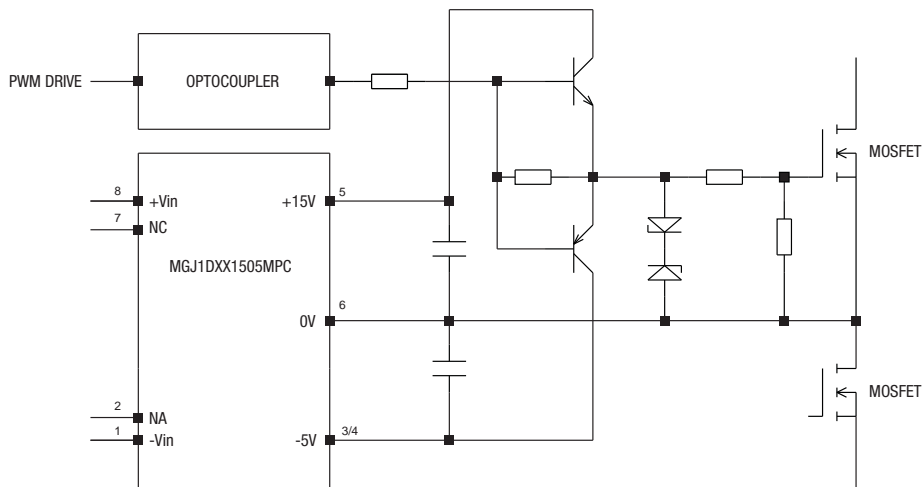 PWM DRIVE
OPTOCOUPLER
MOSFET
8
+Vin
+15V
5
7
NC
MGJ1DXX1505MPC
6
0V
MOSFET
2
NA
1
-Vin
-5V
3/4